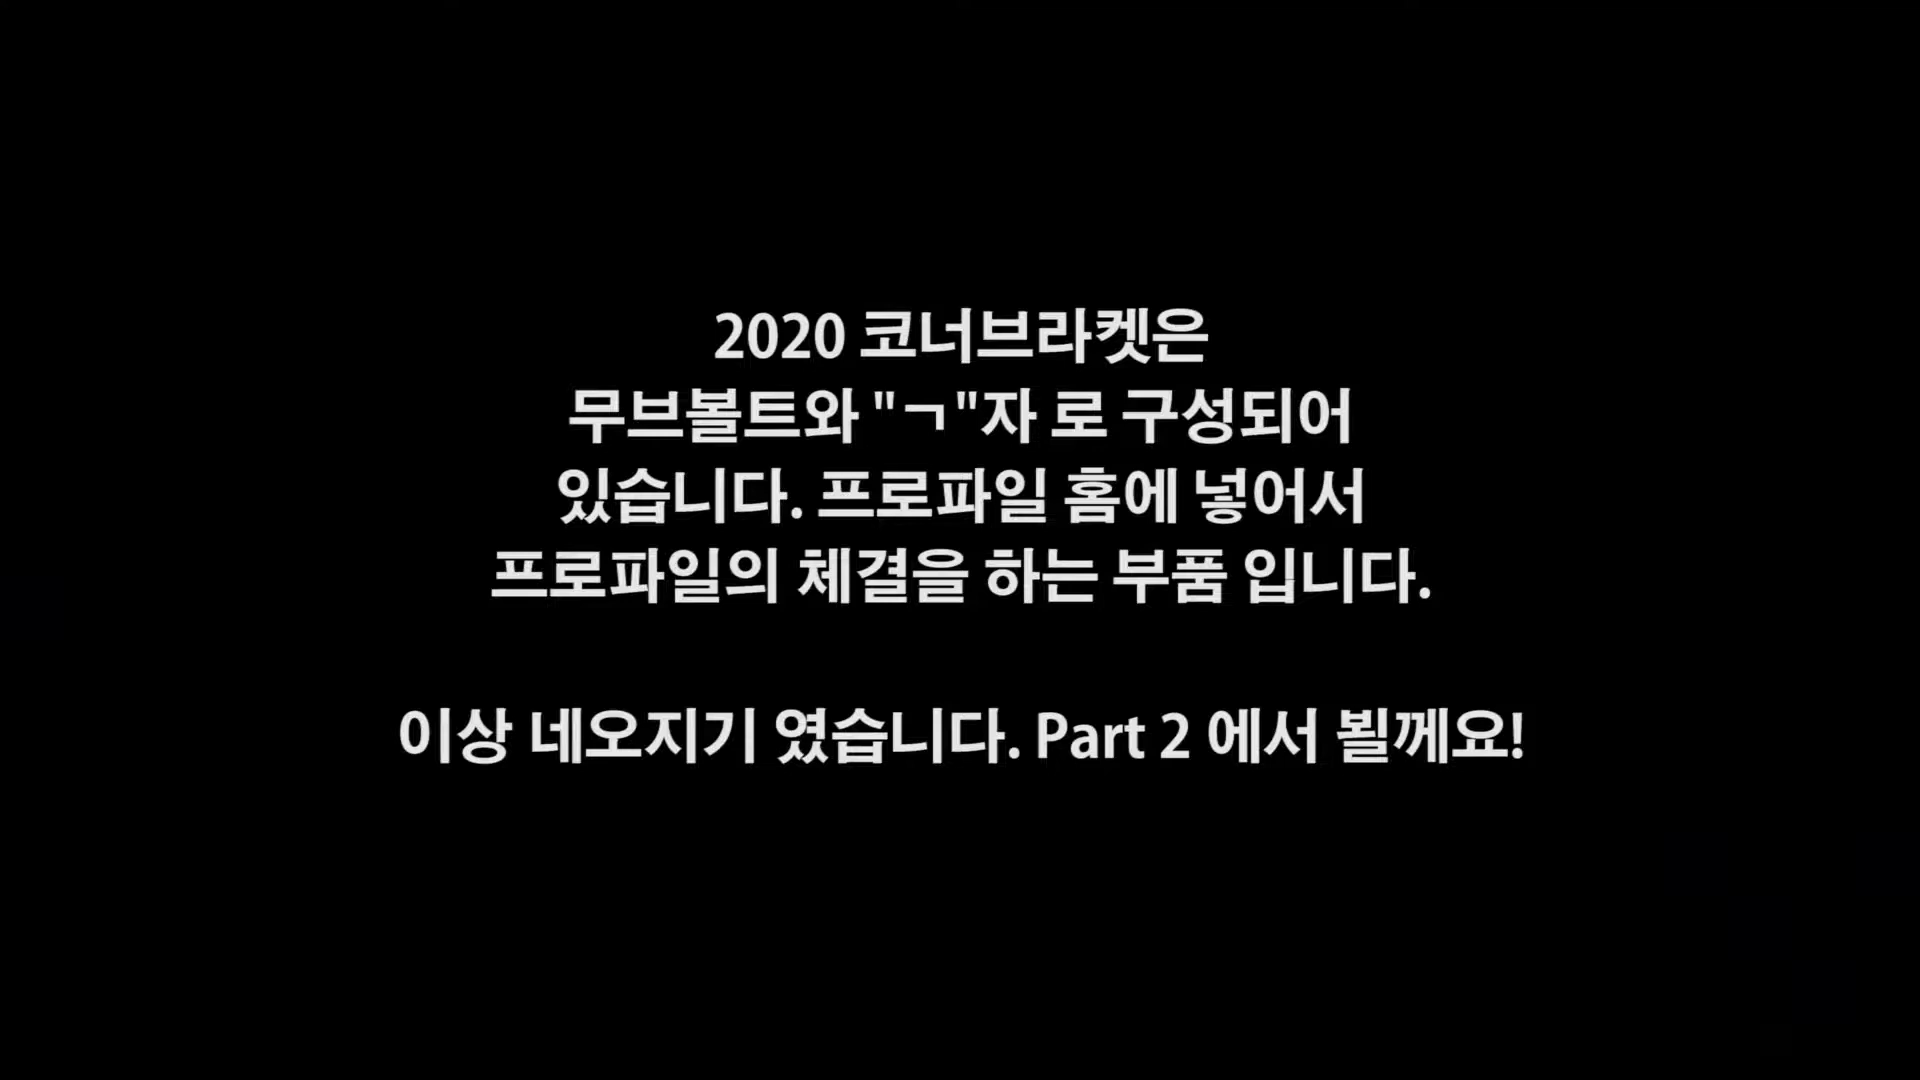 2020 코너브라켓은
무브볼트와 "ㄱ"자 로 구성되어
있습니다. 프로파일 홈에 넣어서
프로파일의 체결을 하는 부품 입니다.
이상 네오지기 였습니다. Part 2 에서 뵐께요!